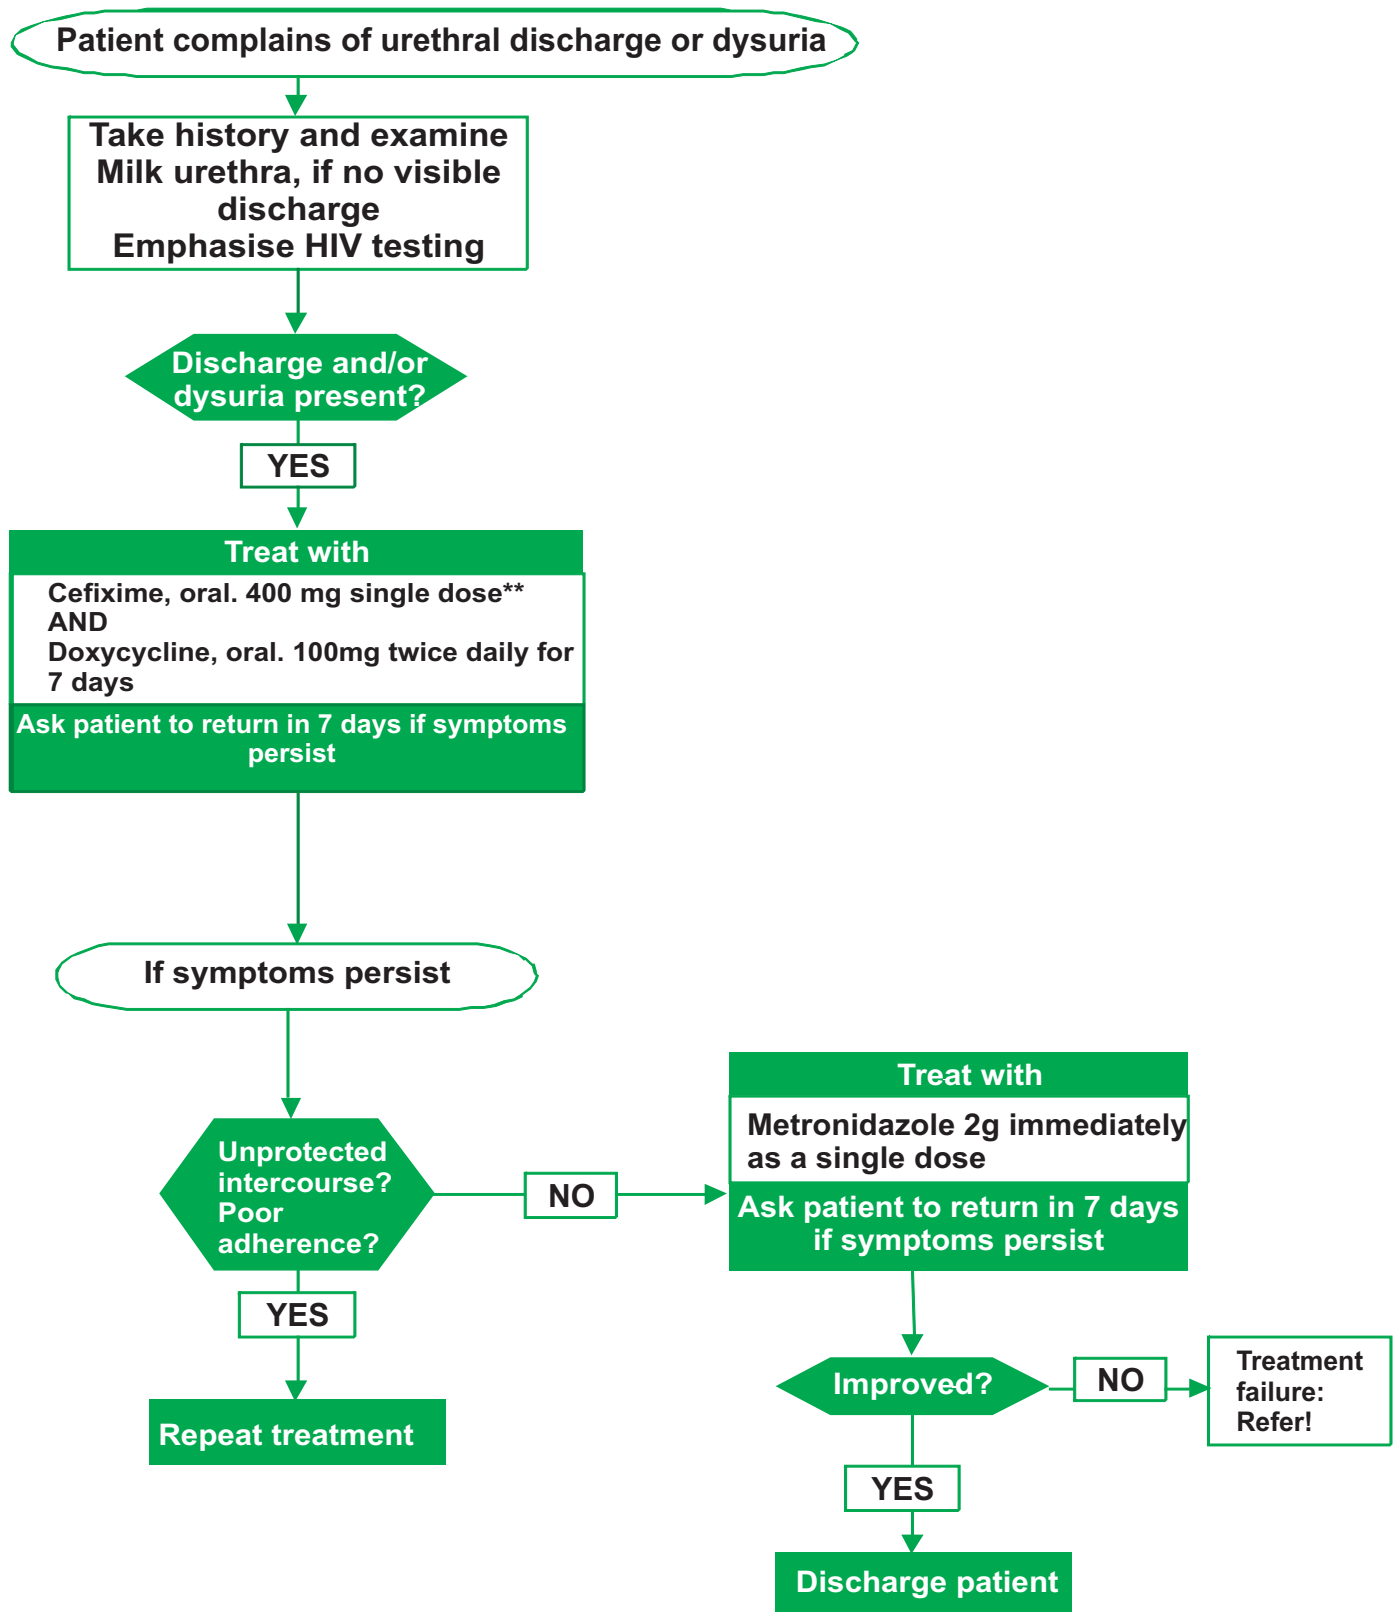 Patient complains of urethral discharge or dysuria
Take history and examine
Milk urethra, if no visible
discharge
Emphasise HIV testing
Discharge and/or
dysuria present?
YES
Treat with
Cefixime, oral. 400 mg single dose**
AND
Doxycycline, oral. 100mg twice daily for
7 days
Ask patient to return in 7 days if symptoms
persist
If symptoms persist
Unprotected
intercourse?
Poor
adherence?
YES
Repeat treatment
NO
Treat with
Metronidazole 2g immediately
as a single dose
Ask patient to return in 7 days
if symptoms persist
Improved?
NO
Treatment
failure:
Refer!
YES
Discharge patient